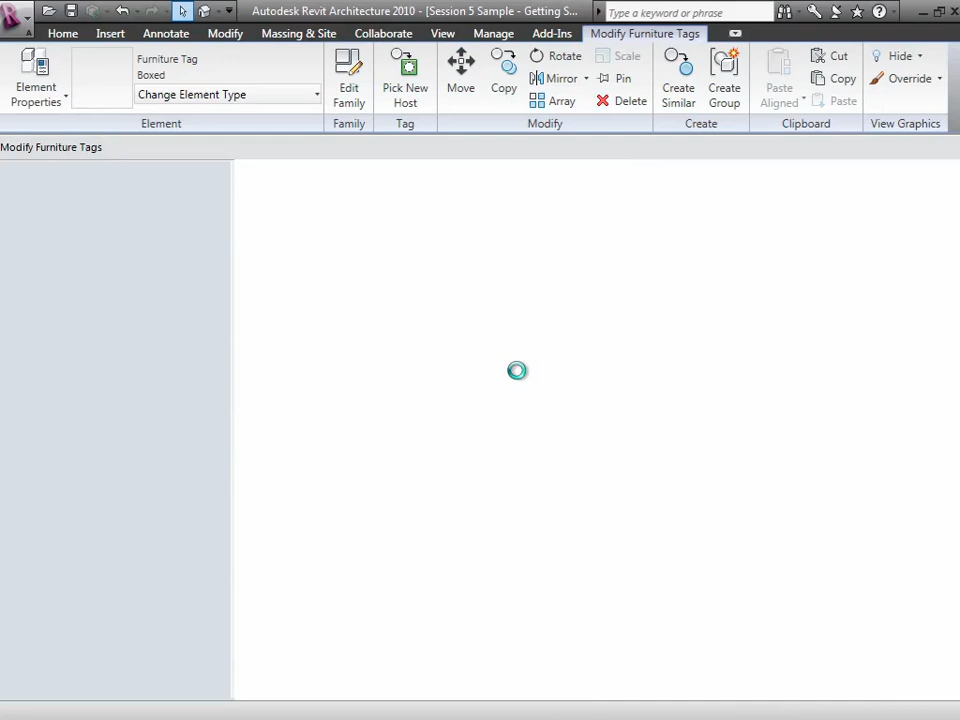 Autodesk Revit Architecture 2010 - [Session 5 Sample - Getting S...
Type a keyword or phrase
Home Insert Annotate Modify Massing & Site Collaborate View Manage Add-Ins Modify Furniture Tags
Element Properties
Furniture Tag
Boxed
Change Element Type
Edit Family
Pick New Host
Move
Copy
Rotate
Mirror
Array
Scale
Pin
Delete
Create Similar
Create Group
Paste Aligned
Cut
Copy
Paste
Hide
Override
Element Family Tag Modify Create Clipboard View Graphics
Modify Furniture Tags